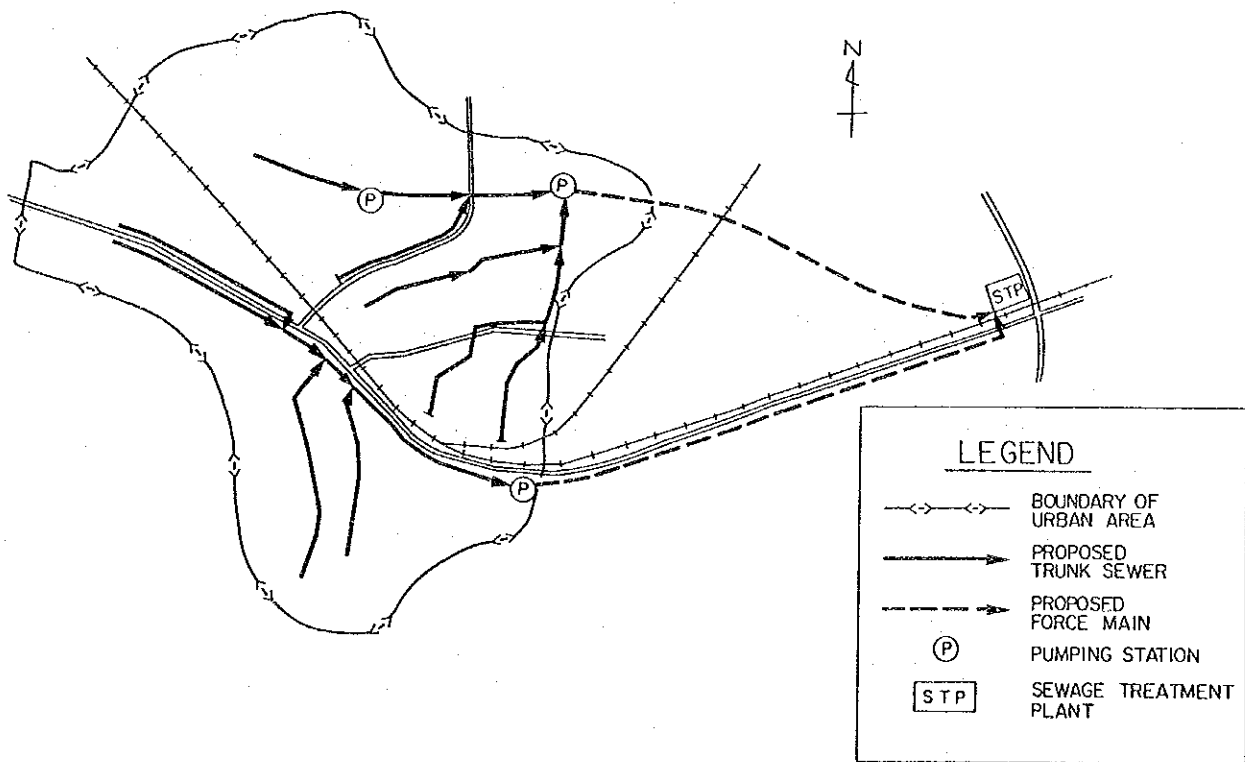 N
P
P
STP
P
LEGEND
BOUNDARY OF
URBAN AREA
PROPOSED
TRUNK SEWER
PROPOSED
FORCE MAIN
P
PUMPING STATION
STP
SEWAGE TREATMENT
PLANT